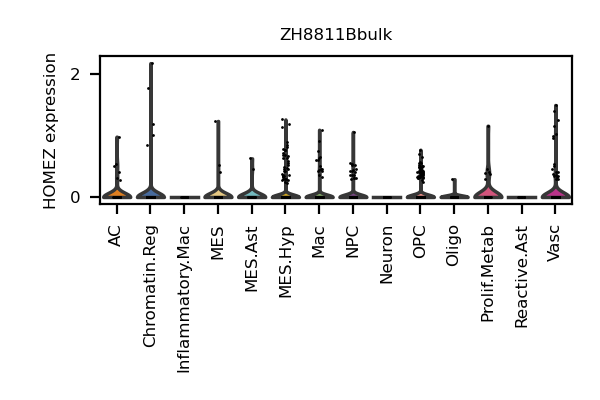 ZH8811Bbulk
HOMEZ expression
2
0
AC
Chromatin.Reg
Inflammatory.Mac
MES
MES.Ast
MES.Hyp
Mac
NPC
Neuron
OPC
Oligo
Prolif.Metab
Reactive.Ast
Vasc